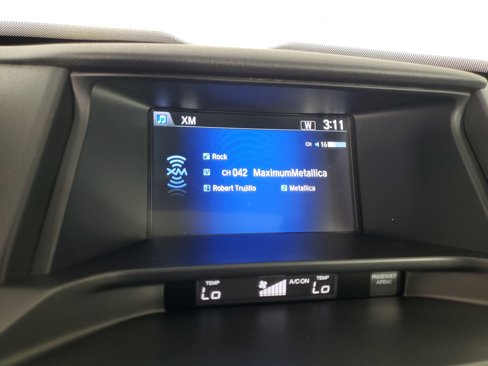 XM W 3:11
CH 16
Rock
XM
CH 042 MaximumMetallica
Robert Trujillo Metallica
TEMP A/C ON TEMP PASSENGER
Lo Lo AIRBAG